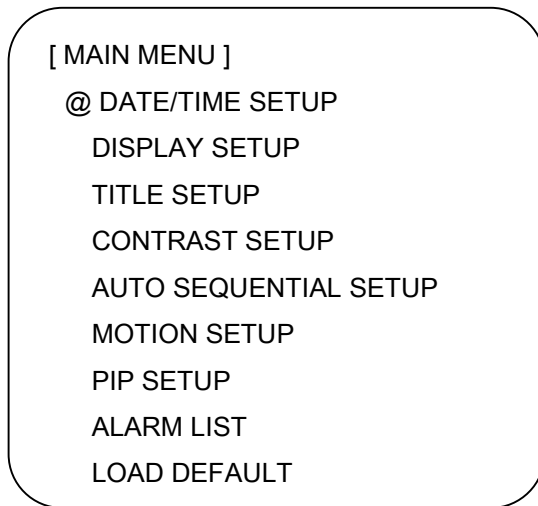 [ MAIN MENU ]
@ DATE/TIME SETUP
DISPLAY SETUP
TITLE SETUP
CONTRAST SETUP
AUTO SEQUENTIAL SETUP
MOTION SETUP
PIP SETUP
ALARM LIST
LOAD DEFAULT